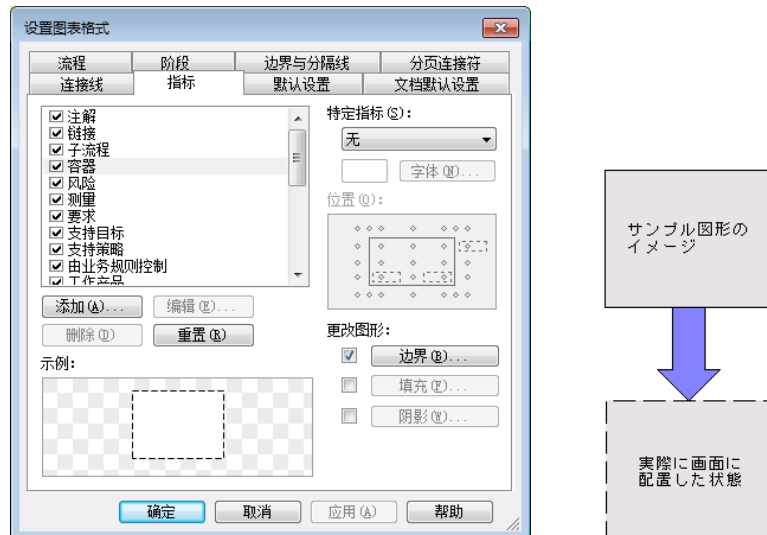 设置图表格式
流程
阶段
边界与分隔线
分页连接符
连接线
指标
默认设置
文档默认设置
注解
链接
子流程
容器
风险
测量
要求
支持目标
支持策略
由业务规则控制
工作产品
添加(A)...
编辑(E)...
删除(D)
重置(R)
示例:
特定指标(S):
无
字体(N)...
位置(O):
更改图形:
边界(B)...
填充(F)...
阴影(W)...
确定
取消
应用(A)
帮助
サンプル図形の
イメージ
実際に画面に
配置した状態